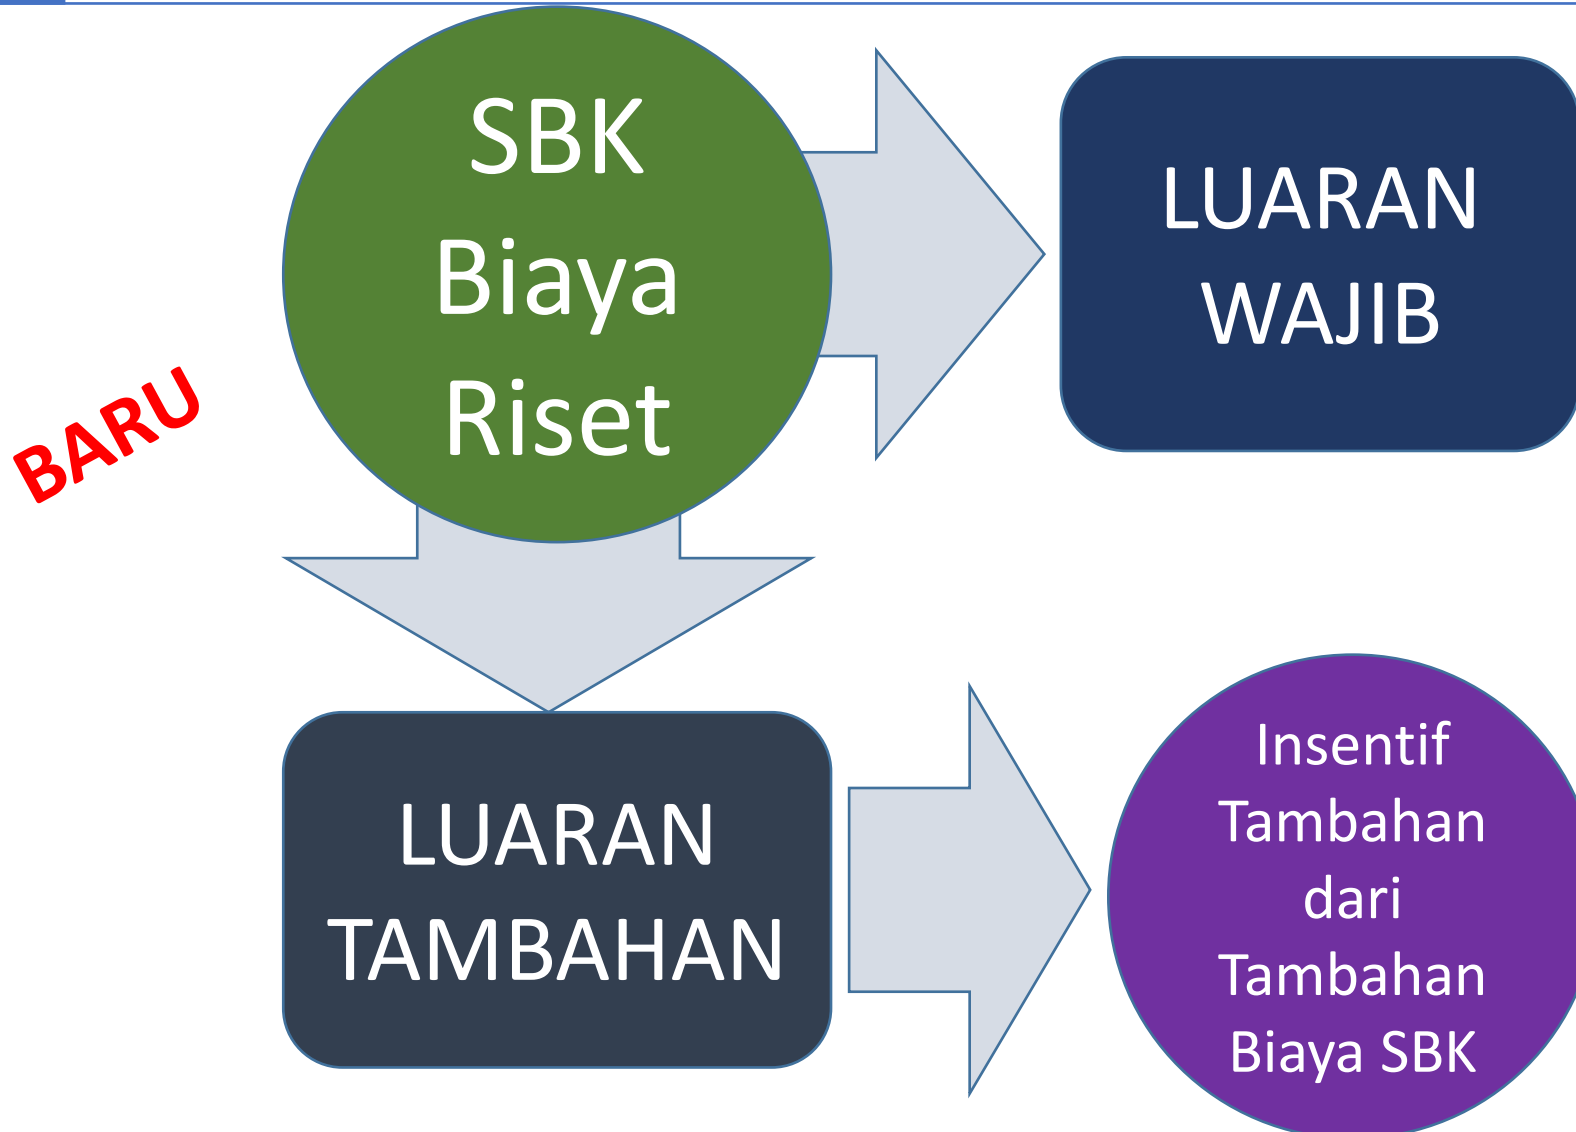 SBK
Biaya
Riset
LUARAN
WAJIB
BARU
LUARAN
TAMBAHAN
Insentif
Tambahan
dari
Tambahan
Biaya SBK